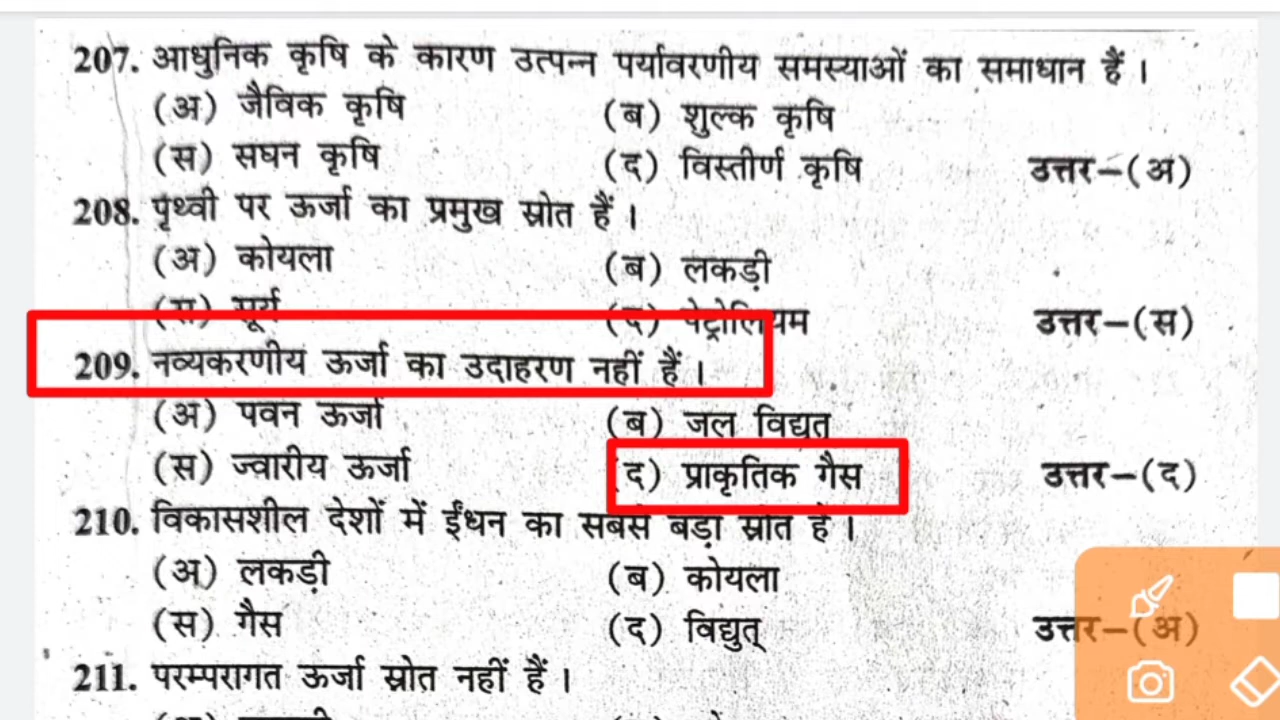 207. आधुनिक कृषि के कारण उत्पन्न पर्यावरणीय समस्याओं का समाधान हैं ।
(अ) जैविक कृषि (ब) शुल्क कृषि
(स) सघन कृषि (द) विस्तीर्ण कृषि उत्तर–(अ)
208. पृथ्वी पर ऊर्जा का प्रमुख स्रोत हैं ।
(अ) कोयला (ब) लकड़ी
(स) सूर्य (द) पेट्रोलियम उत्तर–(स)
209. नव्यकरणीय ऊर्जा का उदाहरण नहीं हैं ।
(अ) पवन ऊर्जा (ब) जल विद्युत
(स) ज्वारीय ऊर्जा (द) प्राकृतिक गैस उत्तर–(द)
210. विकासशील देशों में ईंधन का सबसे बड़ा स्रोत है ।
(अ) लकड़ी (ब) कोयला
(स) गैस (द) विद्युत् उत्तर–(अ)
211. परम्परागत ऊर्जा स्रोत नहीं हैं ।